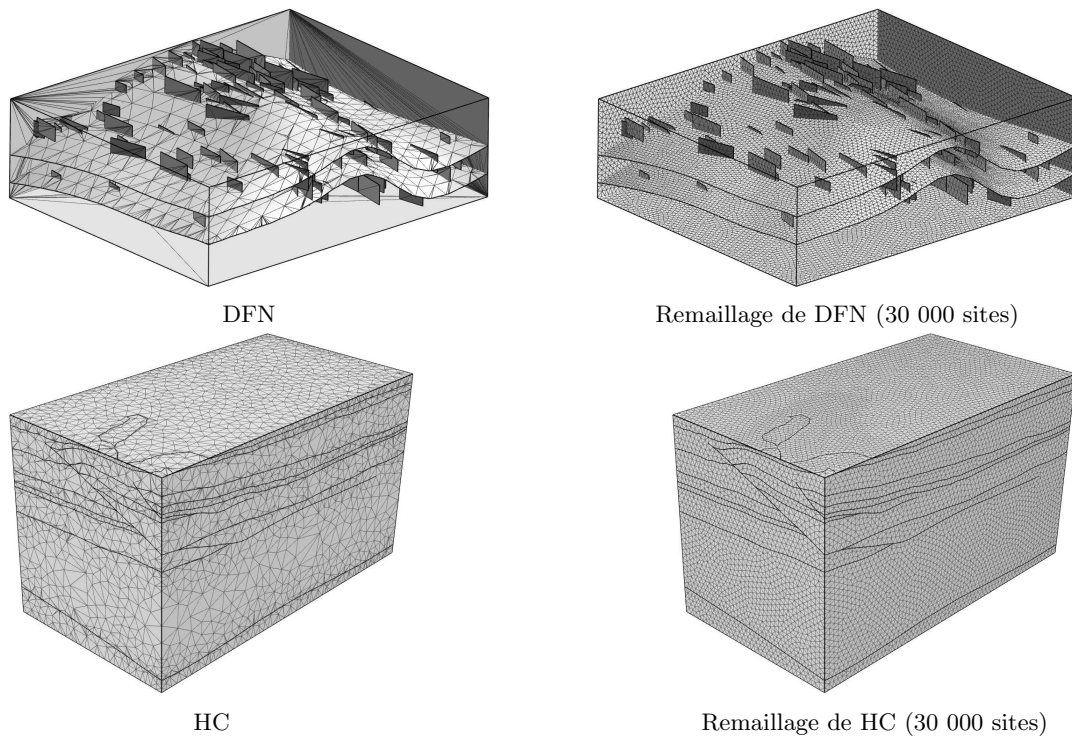 DFN
Remaillage de DFN (30 000 sites)
HC
Remaillage de HC (30 000 sites)